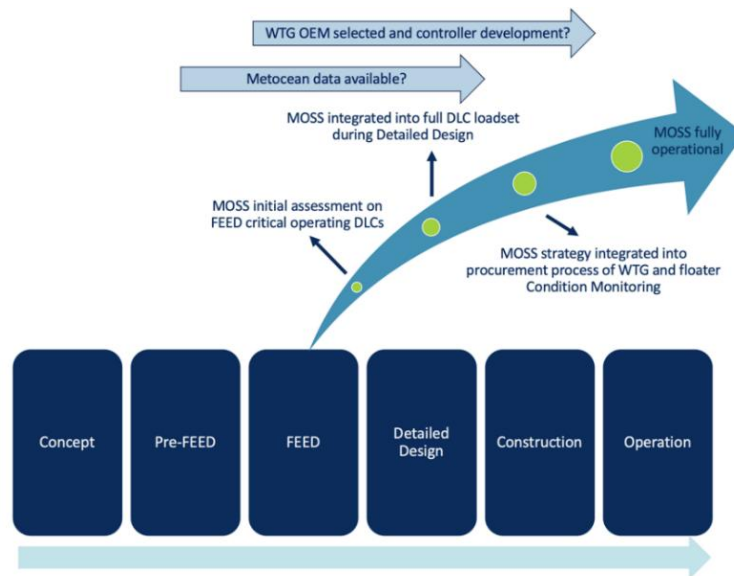 WTG OEM selected and controller development?
Metocean data available?
MOSS integrated into full DLC loadset
during Detailed Design
MOSS fully
operational
MOSS initial assessment on
FEED critical operating DLCs
MOSS strategy integrated into
procurement process of WTG and floater
Condition Monitoring
Concept
Pre-FEED
FEED
Detailed
Design
Construction
Operation